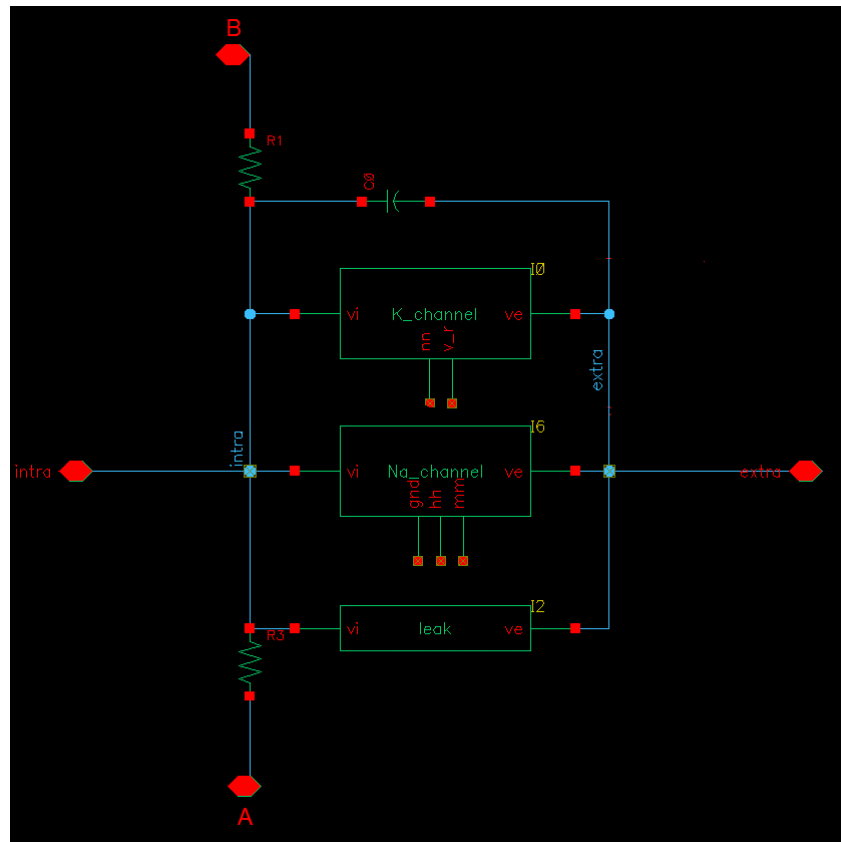 B
R1
C0
I0
vi K_channel ve
nn
v_r
extra
I6
intra
intra
vi Na_channel ve
extra
gnd
hh
mm
I2
R3
vi leak ve
A